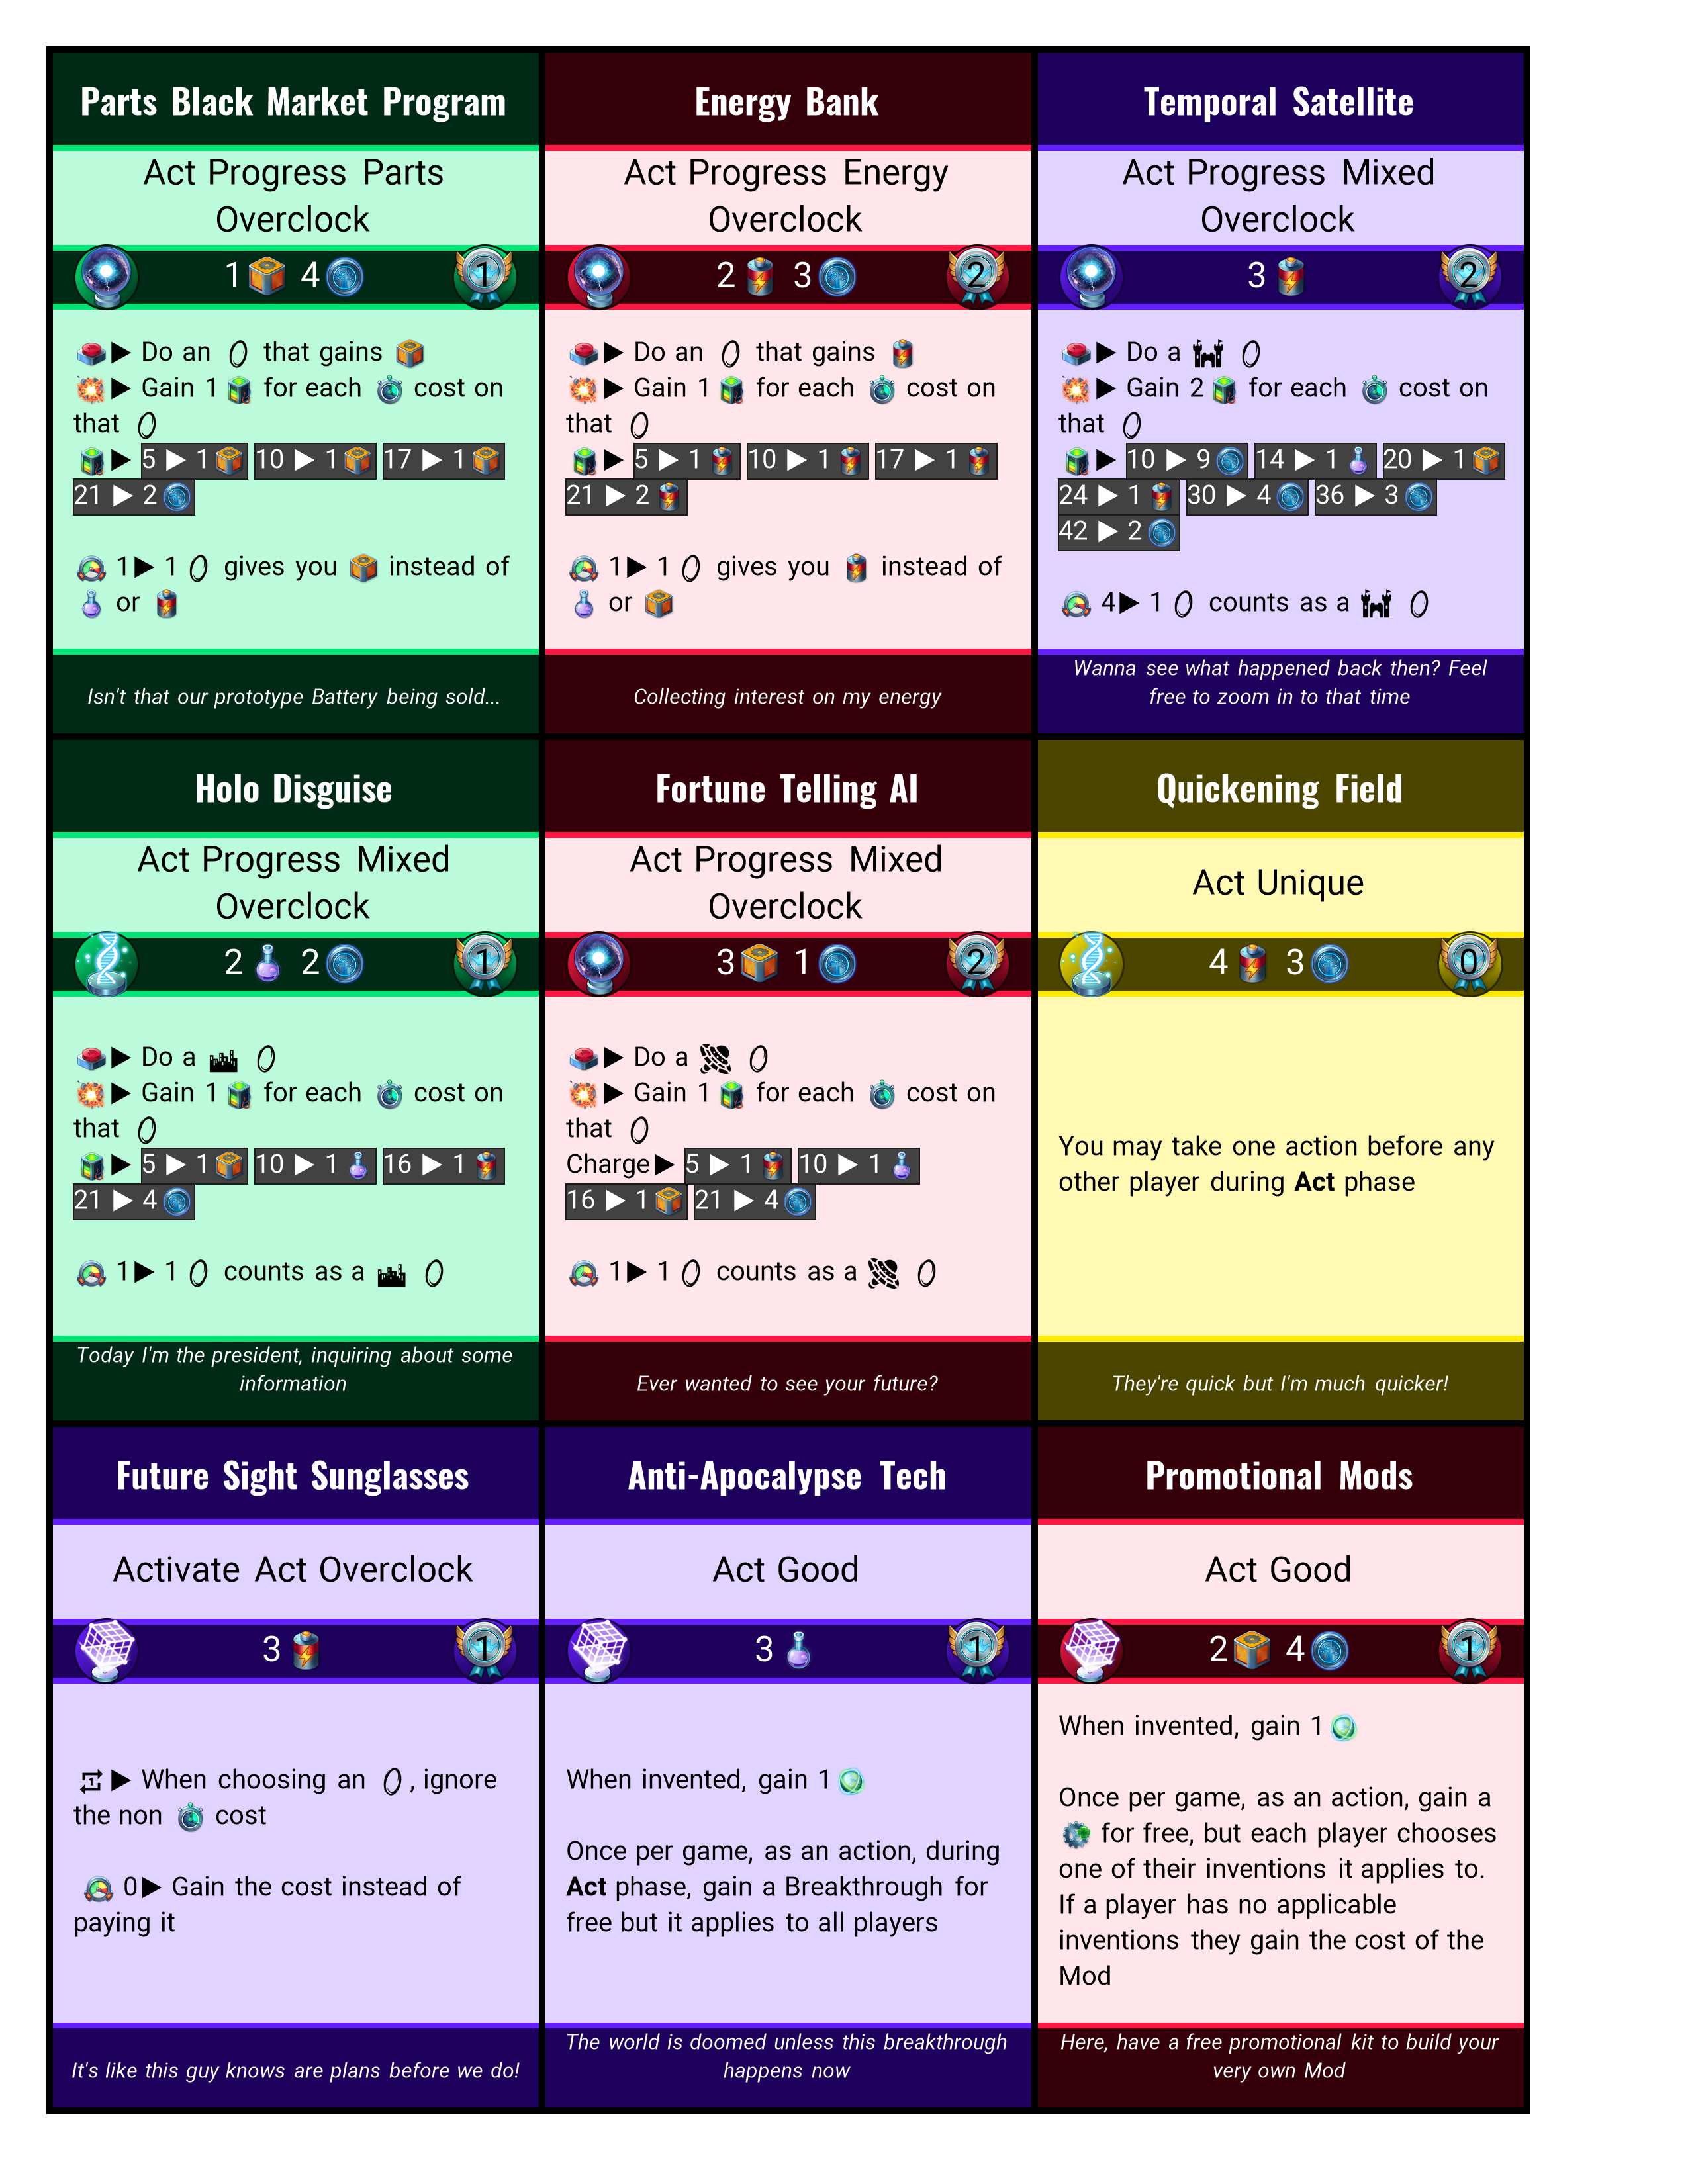 Parts Black Market Program
Act Progress Parts
Overclock
1 4 1
Do an that gains
Gain 1 for each cost on
that
5 ▶ 1 10 ▶ 1 17 ▶ 1
21 ▶ 2
1▶ 1 gives you instead of
or
Isn't that our prototype Battery being sold...
Energy Bank
Act Progress Energy
Overclock
2 3 2
▶ Do an that gains
▶ Gain 1 for each cost on
that
▶ 5 ▶ 1 10 ▶ 1 17 ▶ 1
21 ▶ 2
1▶ 1 gives you instead of
or
Collecting interest on my energy
Temporal Satellite
Act Progress Mixed
Overclock
3 2
▶ Do a
▶ Gain 2 for each cost on
that
▶ 10 ▶ 9 14 ▶ 1 20 ▶ 1
24 ▶ 1 30 ▶ 4 36 ▶ 3
42 ▶ 2
4▶ 1 counts as a
Wanna see what happened back then? Feel
free to zoom in to that time
Holo Disguise
Act Progress Mixed
Overclock
2 2 1
▶ Do a
▶ Gain 1 for each cost on
that
▶ 5 ▶ 1 10 ▶ 1 16 ▶ 1
21 ▶ 4
1▶ 1 counts as a
Today I'm the president, inquiring about some
information
Fortune Telling AI
Act Progress Mixed
Overclock
3 1 2
▶ Do a
▶ Gain 1 for each cost on
that
Charge▶ 5 ▶ 1 10 ▶ 1
16 ▶ 1 21 ▶ 4
1▶ 1 counts as a
Ever wanted to see your future?
Quickening Field
Act Unique
4 3 0
You may take one action before any
other player during Act phase
They're quick but I'm much quicker!
Future Sight Sunglasses
Activate Act Overclock
3 1
▶ When choosing an , ignore
the non cost
0▶ Gain the cost instead of
paying it
It's like this guy knows are plans before we do!
Anti-Apocalypse Tech
Act Good
3 1
When invented, gain 1
Once per game, as an action, during
Act phase, gain a Breakthrough for
free but it applies to all players
The world is doomed unless this breakthrough
happens now
Promotional Mods
Act Good
2 4 1
When invented, gain 1
Once per game, as an action, gain a
for free, but each player chooses
one of their inventions it applies to.
If a player has no applicable
inventions they gain the cost of the
Mod
Here, have a free promotional kit to build your
very own Mod